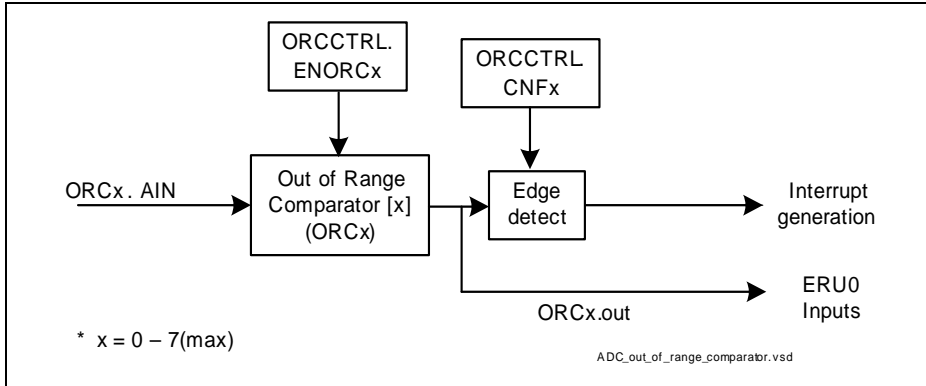 ORCCTRL.
ENORCx
ORCCTRL
CNFx
ORCx. AIN
Out of Range
Comparator [x]
(ORCx)
Edge
detect
Interrupt
generation
ORCx.out
ERU0
Inputs
* x = 0 – 7(max)
ADC_out_of_range_comparator.vsd